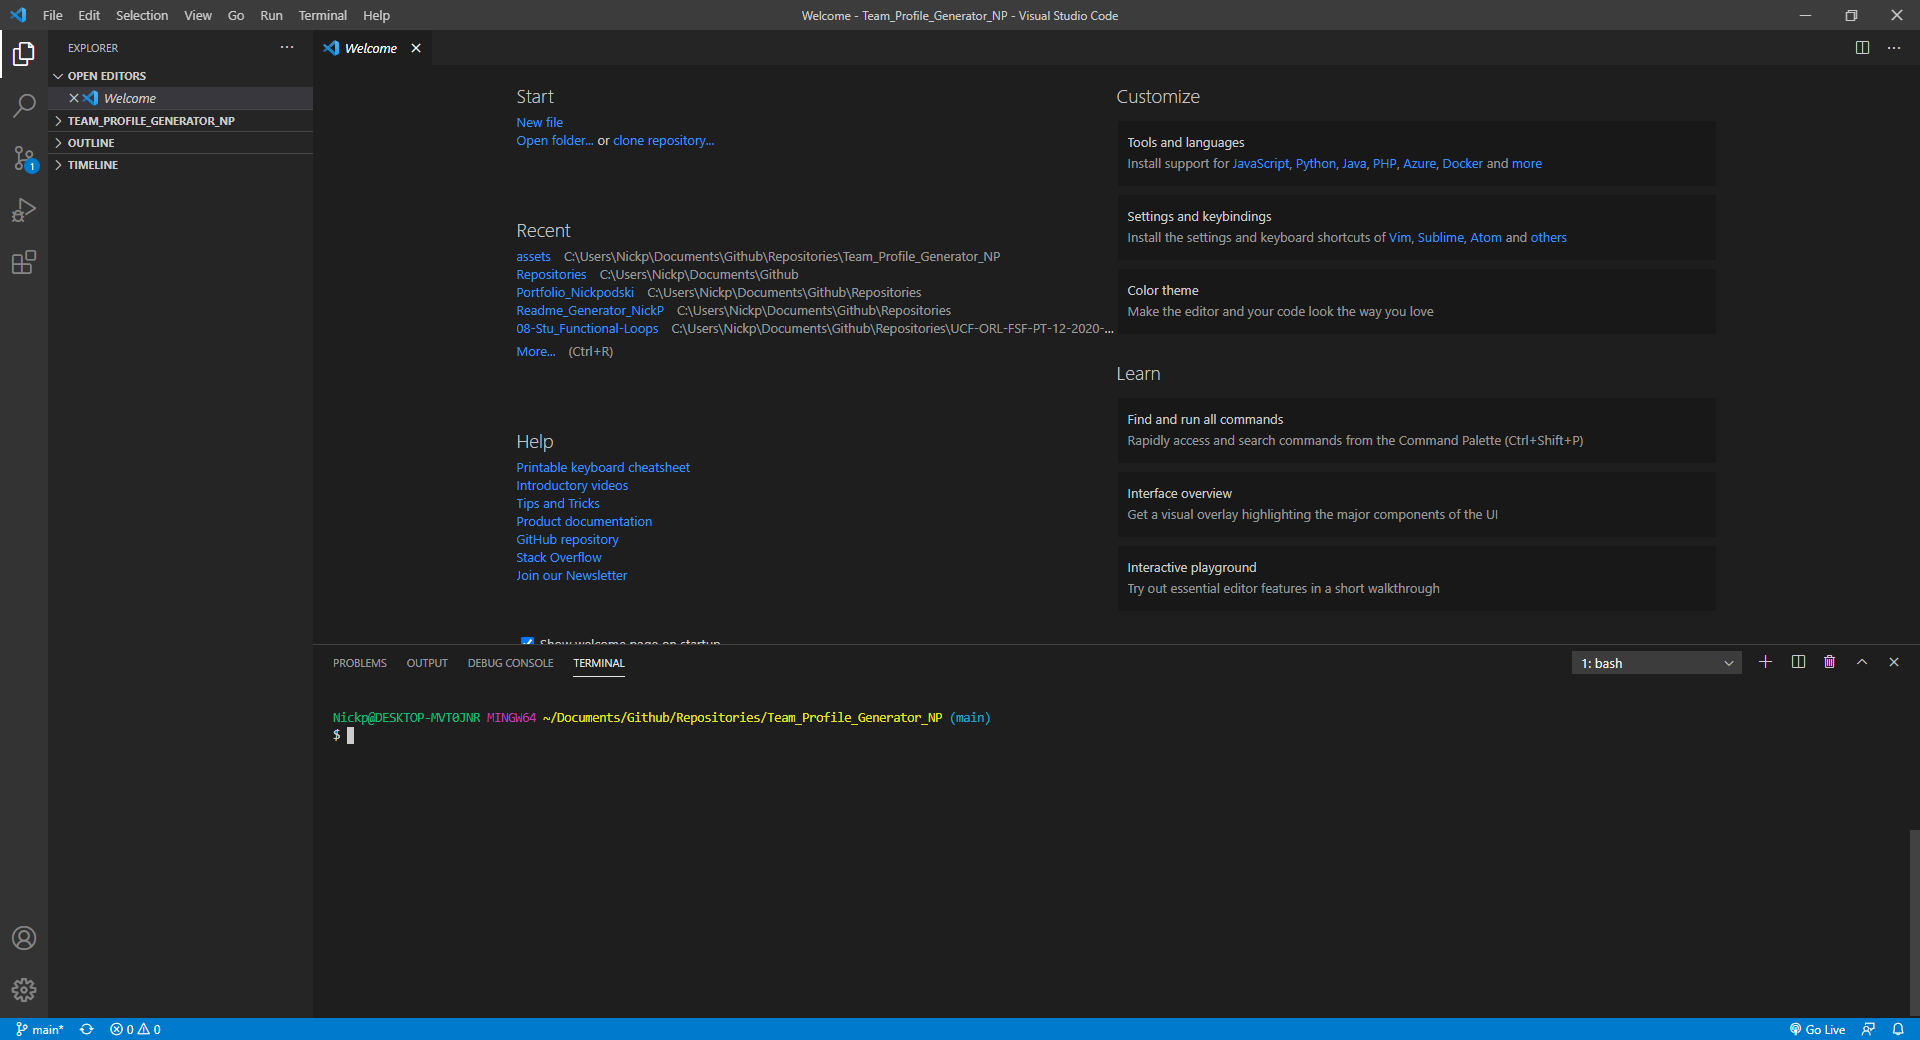 File Edit Selection View Go Run Terminal Help
Welcome - Team_Profile_Generator_NP - Visual Studio Code
EXPLORER
OPEN EDITORS
Welcome
TEAM_PROFILE_GENERATOR_NP
OUTLINE
TIMELINE
1
Welcome
Start
New file
Open folder... or clone repository...
Recent
assets C:\Users\Nickp\Documents\Github\Repositories\Team_Profile_Generator_NP
Repositories C:\Users\Nickp\Documents\Github
Portfolio_Nickpodski C:\Users\Nickp\Documents\Github\Repositories
Readme_Generator_NickP C:\Users\Nickp\Documents\Github\Repositories
08-Stu_Functional-Loops C:\Users\Nickp\Documents\Github\Repositories\UCF-ORL-FSF-PT-12-2020-...
More... (Ctrl+R)
Help
Printable keyboard cheatsheet
Introductory videos
Tips and Tricks
Product documentation
GitHub repository
Stack Overflow
Join our Newsletter
Show welcome page on startup
Customize
Tools and languages
Install support for JavaScript, Python, Java, PHP, Azure, Docker and more
Settings and keybindings
Install the settings and keyboard shortcuts of Vim, Sublime, Atom and others
Color theme
Make the editor and your code look the way you love
Learn
Find and run all commands
Rapidly access and search commands from the Command Palette (Ctrl+Shift+P)
Interface overview
Get a visual overlay highlighting the major components of the UI
Interactive playground
Try out essential editor features in a short walkthrough
PROBLEMS OUTPUT DEBUG CONSOLE TERMINAL
1: bash
Nickp@DESKTOP-MVT0JNR MINGW64 ~/Documents/Github/Repositories/Team_Profile_Generator_NP (main)
$
main* 0 0
Go Live